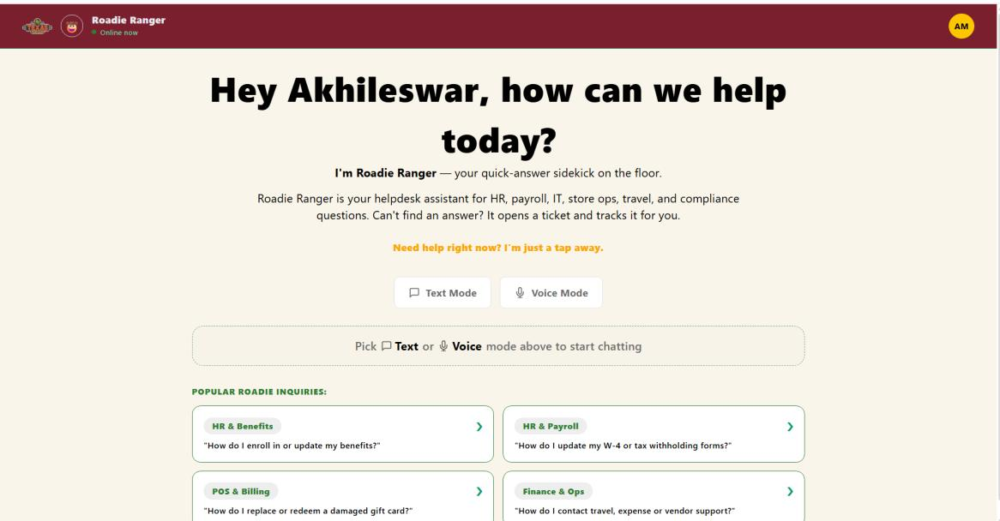 TEXAS
Roadie Ranger
Online now
AM
Hey Akhileswar, how can we help
today?
I'm Roadie Ranger — your quick-answer sidekick on the floor.
Roadie Ranger is your helpdesk assistant for HR, payroll, IT, store ops, travel, and compliance
questions. Can't find an answer? It opens a ticket and tracks it for you.
Need help right now? I'm just a tap away.
Text Mode
Voice Mode
Pick Text or Voice mode above to start chatting
POPULAR ROADIE INQUIRIES:
HR & Benefits
"How do I enroll in or update my benefits?"
HR & Payroll
"How do I update my W-4 or tax withholding forms?"
POS & Billing
"How do I replace or redeem a damaged gift card?"
Finance & Ops
"How do I contact travel, expense or vendor support?"